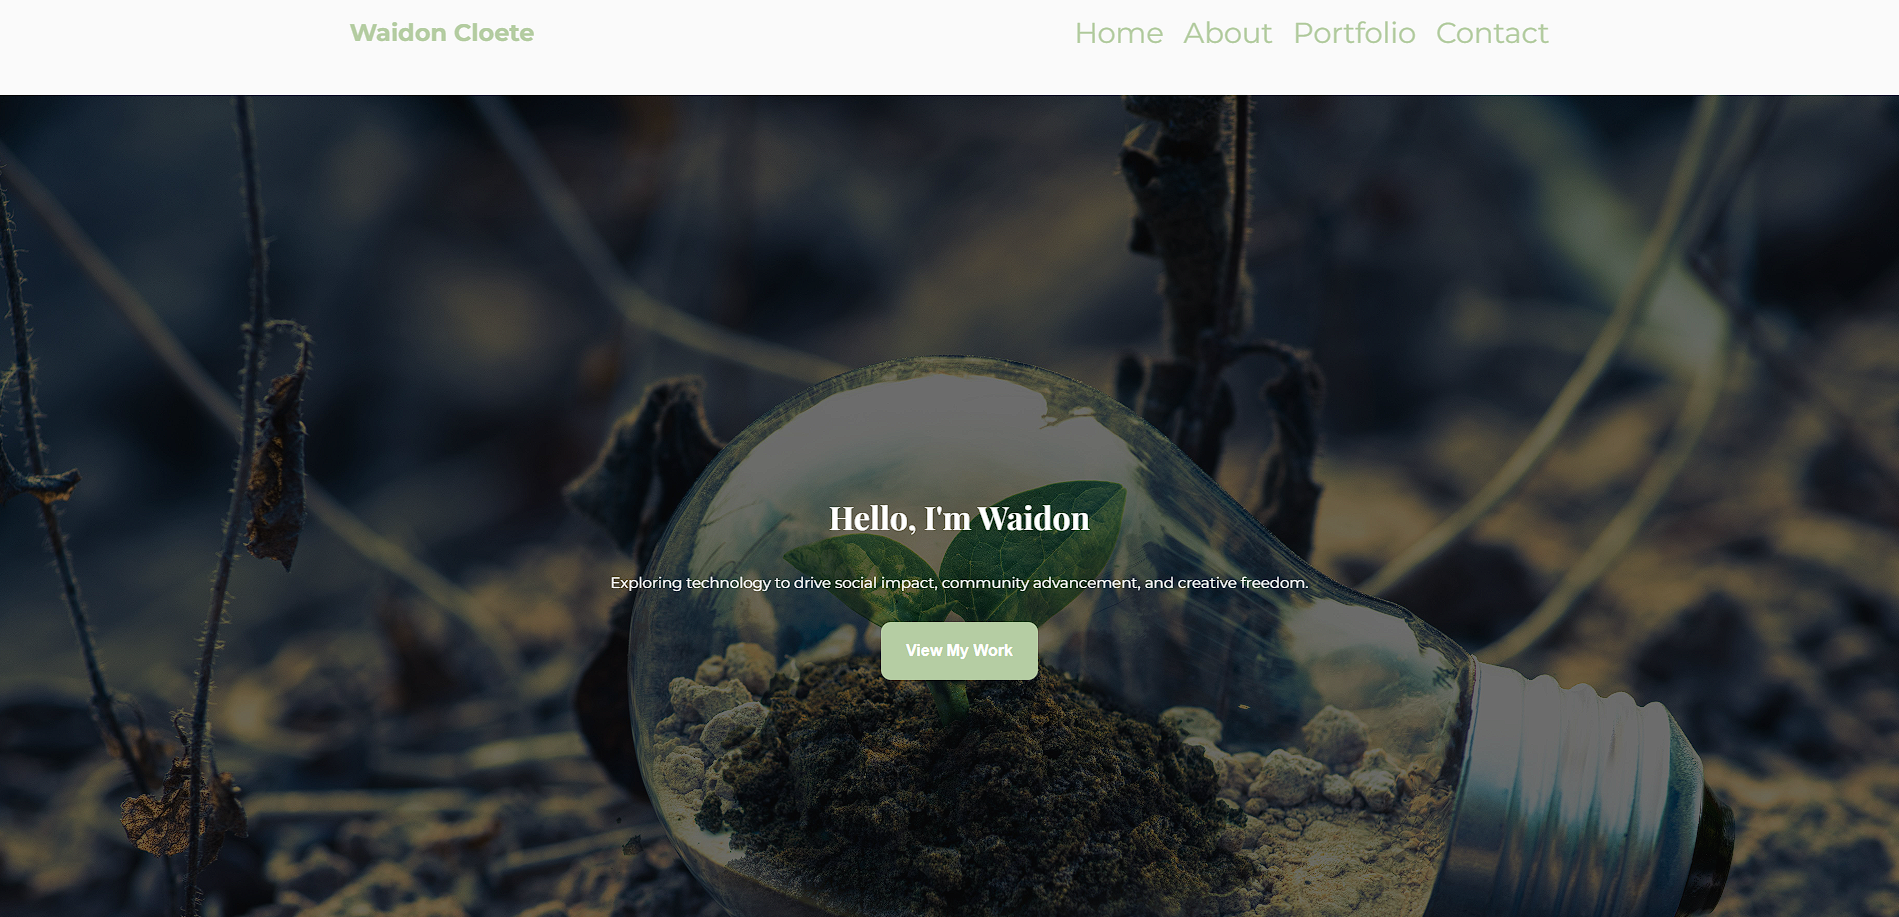 Waidon Cloete
Home About Portfolio Contact
Hello, I'm Waidon
Exploring technology to drive social impact, community advancement, and creative freedom.
View My Work